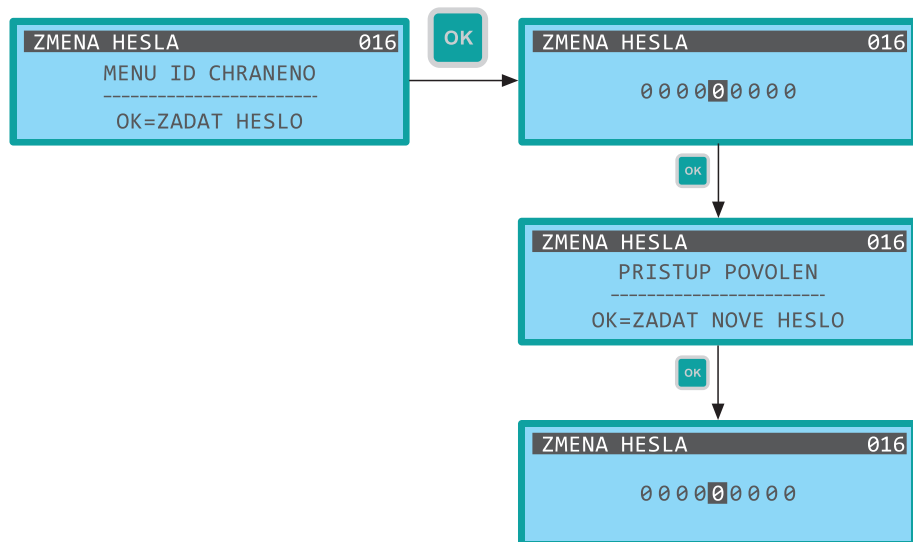 ZMENA HESLA 016
MENU ID CHRANENO
------------------------
OK=ZADAT HESLO
OK
ZMENA HESLA 016
000000000
OK
ZMENA HESLA 016
PRISTUP POVOLEN
------------------------
OK=ZADAT NOVE HESLO
OK
ZMENA HESLA 016
000000000